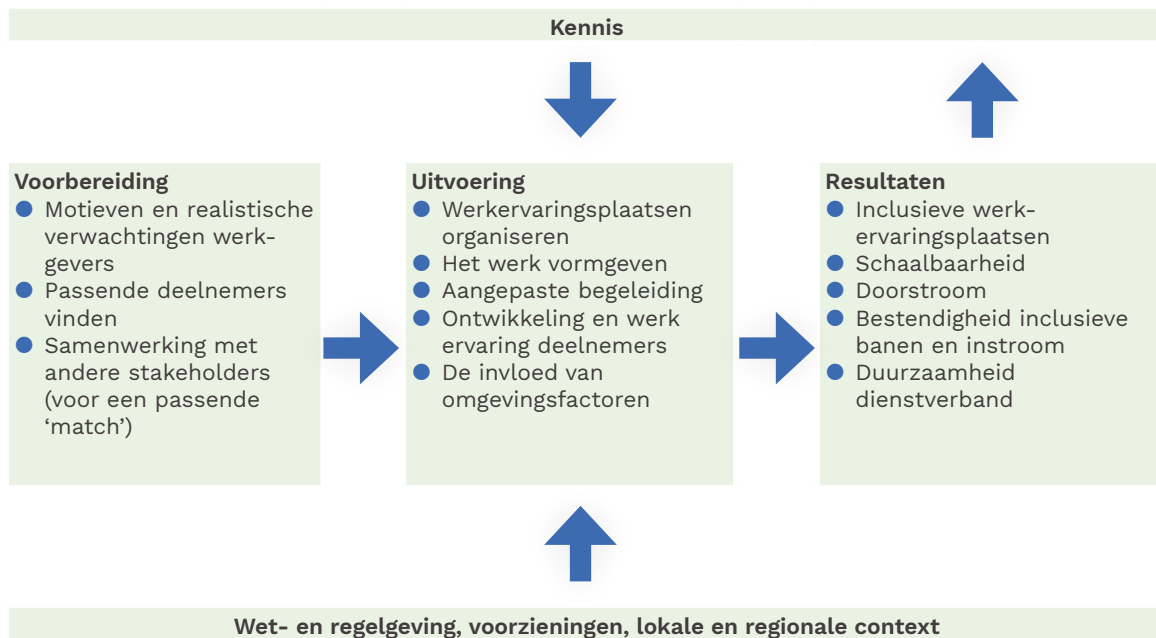 Kennis
Voorbereiding
● Motieven en realistische
verwachtingen werk-
gevers
● Passende deelnemers
vinden
● Samenwerking met
andere stakeholders
(voor een passende
‘match’)
Uitvoering
● Werkervaringsplaatsen
organiseren
● Het werk vormgeven
● Aangepaste begeleiding
● Ontwikkeling en werk
ervaring deelnemers
● De invloed van
omgevingsfactoren
Resultaten
● Inclusieve werk-
ervaringsplaatsen
● Schaalbaarheid
● Doorstroom
● Bestendigheid inclusieve
banen en instroom
● Duurzaamheid
dienstverband
Wet- en regelgeving, voorzieningen, lokale en regionale context